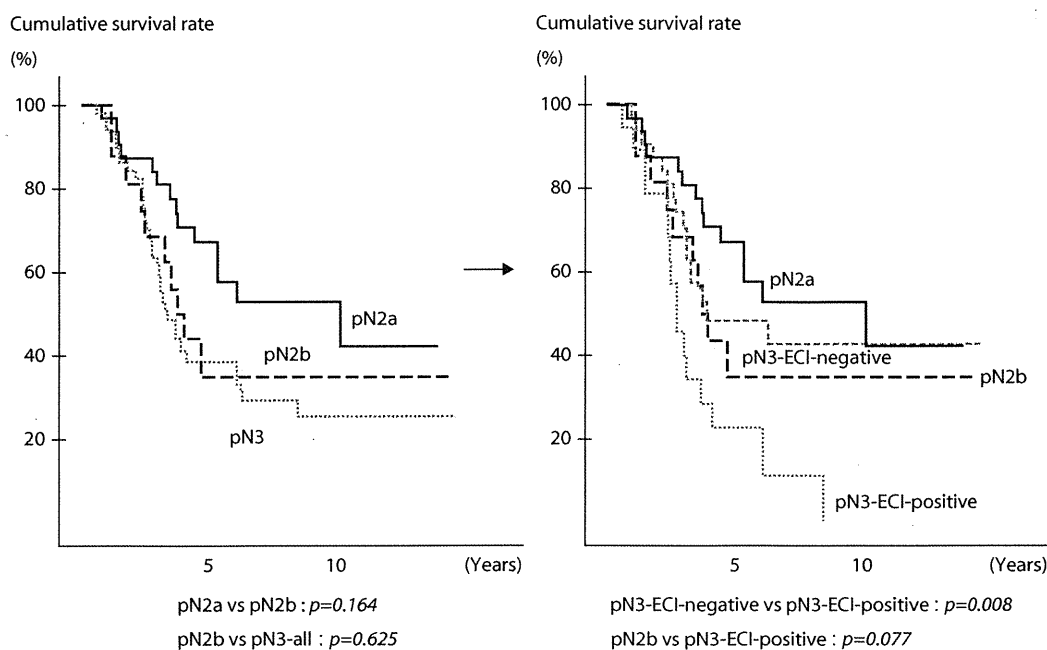 Cumulative survival rate
(%)
100
80
60
40
20
pN2a
pN2b
pN3
5
10
(Years)
pN2a vs pN2b : p=0.164
pN2b vs pN3-all : p=0.625
Cumulative survival rate
(%)
100
80
60
40
20
pN2a
pN3-ECI-negative
pN2b
pN3-ECI-positive
5
10
(Years)
pN3-ECI-negative vs pN3-ECI-positive : p=0.008
pN2b vs pN3-ECI-positive : p=0.077